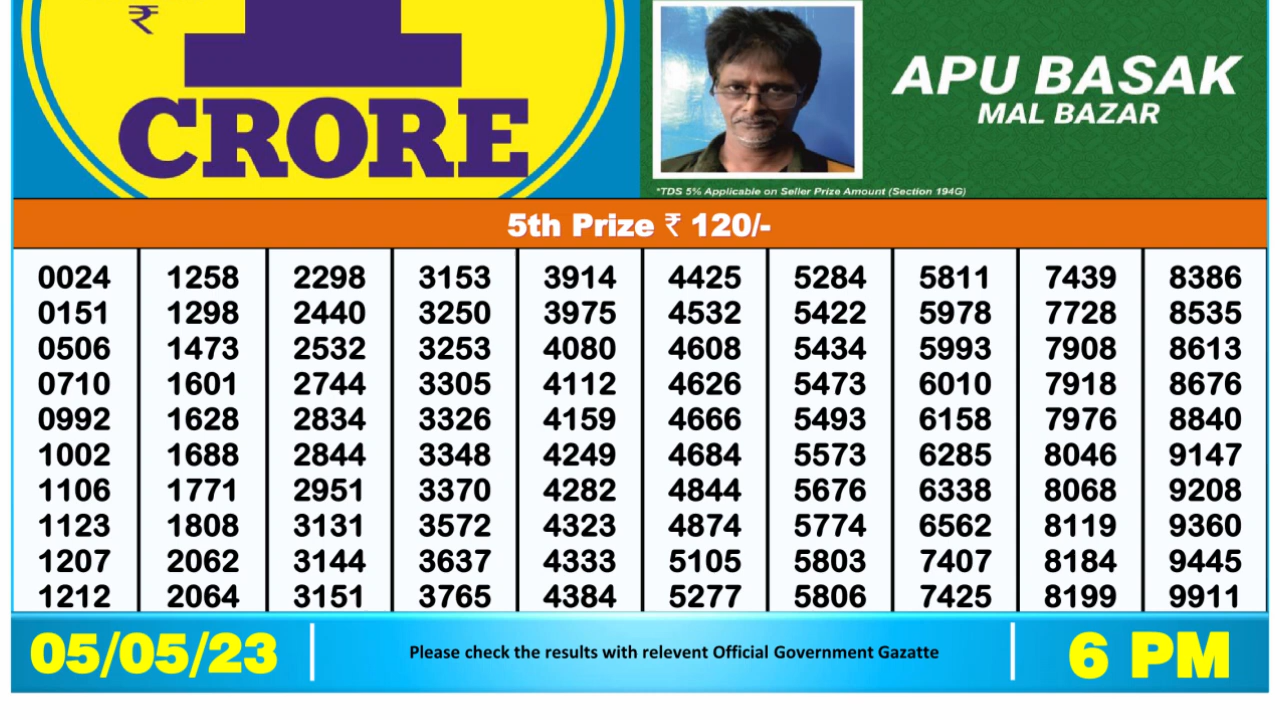 ₹
1
CRORE
APU BASAK
MAL BAZAR
*TDS 5% Applicable on Seller Prize Amount (Section 194G)
5th Prize ₹ 120/-
0024 1258 2298 3153 3914 4425 5284 5811 7439 8386
0151 1298 2440 3250 3975 4532 5422 5978 7728 8535
0506 1473 2532 3253 4080 4608 5434 5993 7908 8613
0710 1601 2744 3305 4112 4626 5473 6010 7918 8676
0992 1628 2834 3326 4159 4666 5493 6158 7976 8840
1002 1688 2844 3348 4249 4684 5573 6285 8046 9147
1106 1771 2951 3370 4282 4844 5676 6338 8068 9208
1123 1808 3131 3572 4323 4874 5774 6562 8119 9360
1207 2062 3144 3637 4333 5105 5803 7407 8184 9445
1212 2064 3151 3765 4384 5277 5806 7425 8199 9911
05/05/23
Please check the results with relevent Official Government Gazatte
6 PM